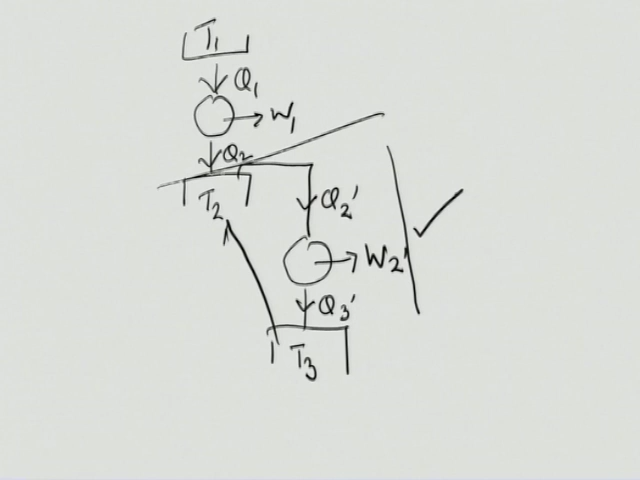 T₁
Q₁
W₁
Q₂
T₂
Q₂'
W₂'
Q₃'
T₃